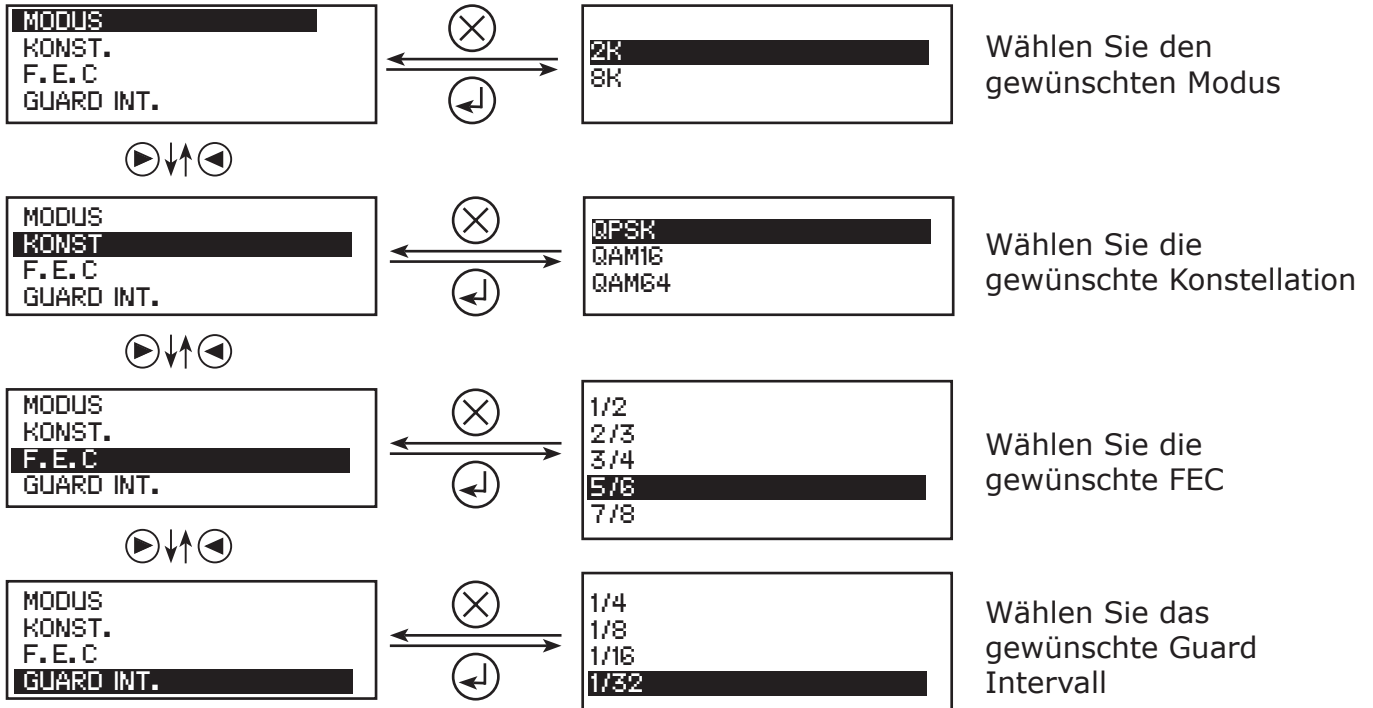 MODUS
KONST.
F.E.C
GUARD INT.
2K
8K
Wählen Sie den
gewünschten Modus
MODUS
KONST
F.E.C
GUARD INT.
QPSK
QAM16
QAM64
Wählen Sie die
gewünschte Konstellation
MODUS
KONST.
F.E.C
GUARD INT.
1/2
2/3
3/4
5/6
7/8
Wählen Sie die
gewünschte FEC
MODUS
KONST.
F.E.C
GUARD INT.
1/4
1/8
1/16
1/32
Wählen Sie das
gewünschte Guard
Intervall